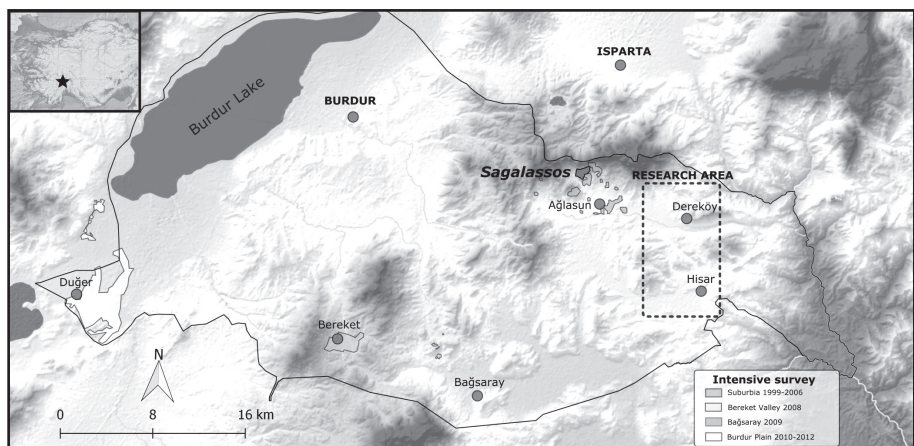 ISPARTA
Burdur Lake
BURDUR
Sagalassos
RESEARCH AREA
Ağlasun
Dereköy
Duğer
Hisar
Bereket
N
Bağsaray
0 8 16 km
Intensive survey
Suburbia 1999-2006
Bereket Valley 2008
Bağsaray 2009
Burdur Plain 2010-2012